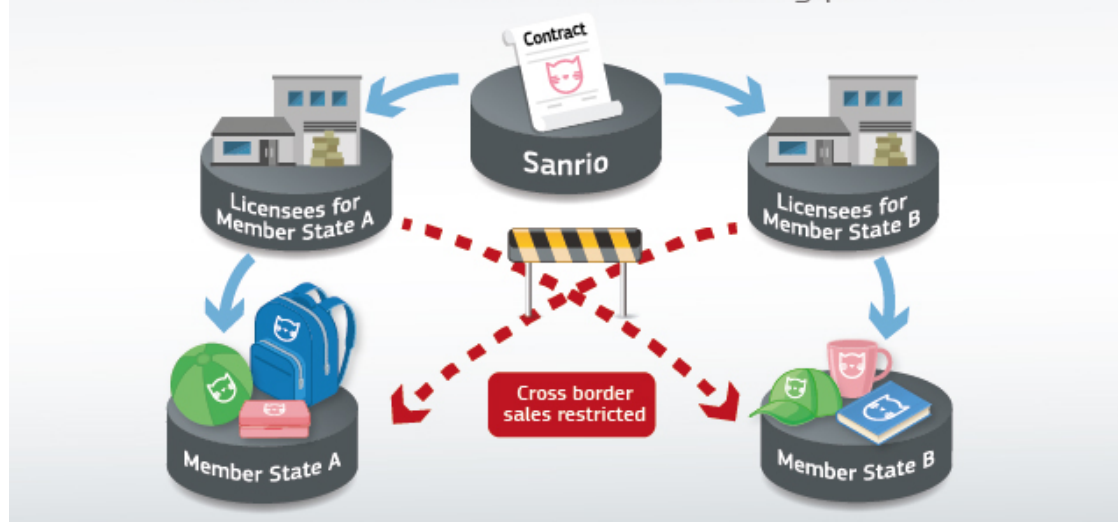 Contract
Sanrio
Licensees for
Member State A
Licensees for
Member State B
Cross border
sales restricted
Member State A
Member State B